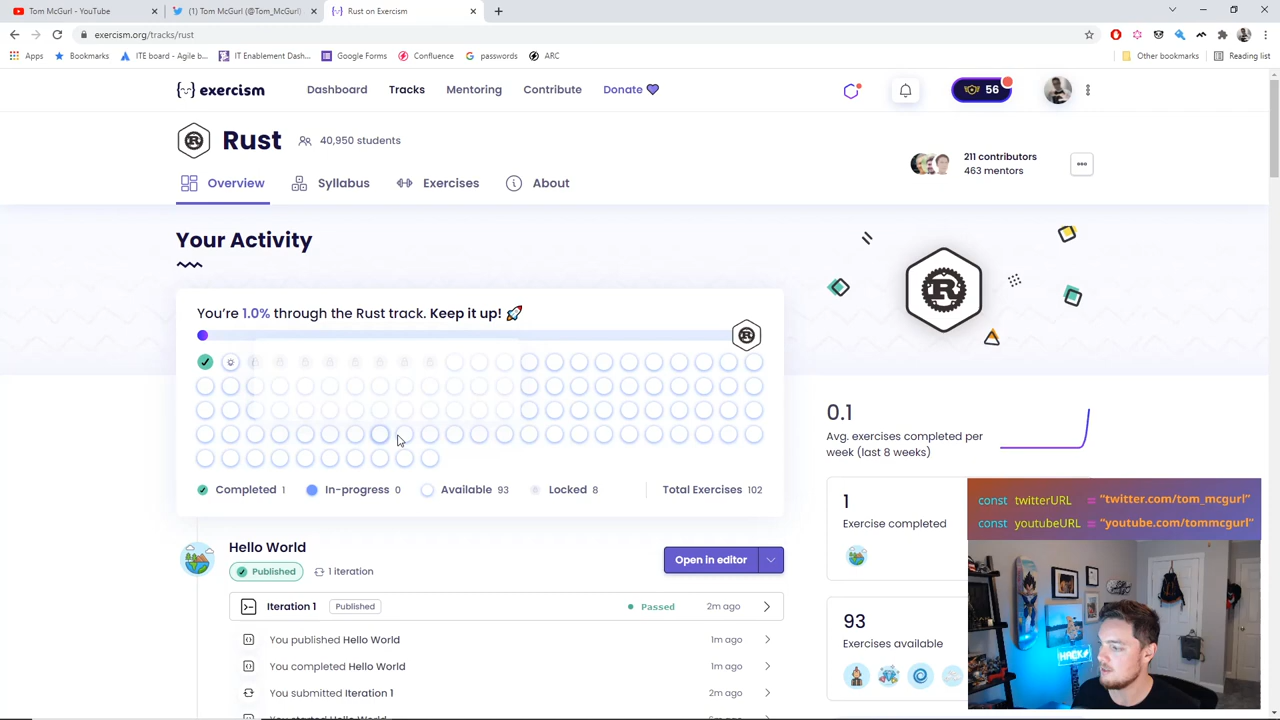 Tom McGurl - YouTube
(1) Tom McGurl (@Tom_McGurl)
Rust on Exercism
exercism.org/tracks/rust
Apps
Bookmarks
ITE board - Agile b...
IT Enablement Dash...
Google Forms
Confluence
passwords
ARC
Other bookmarks
Reading list
exercism
Dashboard
Tracks
Mentoring
Contribute
Donate
56
Rust
40,950 students
211 contributors
463 mentors
Overview
Syllabus
Exercises
About
Your Activity
You're 1.0% through the Rust track. Keep it up!
Completed 1
In-progress 0
Available 93
Locked 8
Total Exercises 102
0.1
Avg. exercises completed per
week (last 8 weeks)
1
Exercise completed
93
Exercises available
Hello World
Published
1 iteration
Open in editor
Iteration 1
Published
Passed
2m ago
You published Hello World
1m ago
You completed Hello World
1m ago
You submitted Iteration 1
2m ago
const twitterURL = "twitter.com/tom_mcgurl"
const youtubeURL = "youtube.com/tommcgurl"
HACK